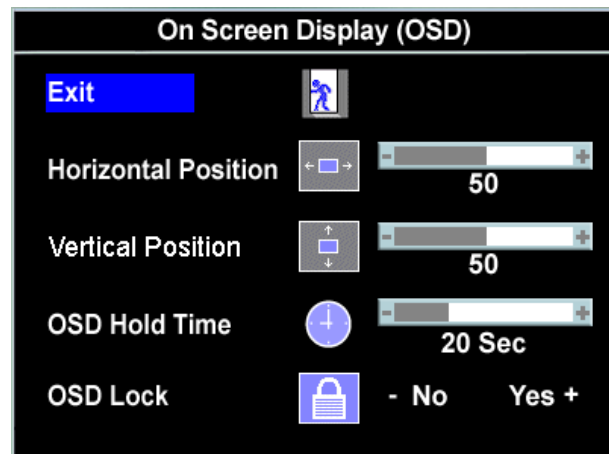 On Screen Display (OSD)
Exit
Horizontal Position - +
50
Vertical Position - +
50
OSD Hold Time - +
20 Sec
OSD Lock - No Yes +